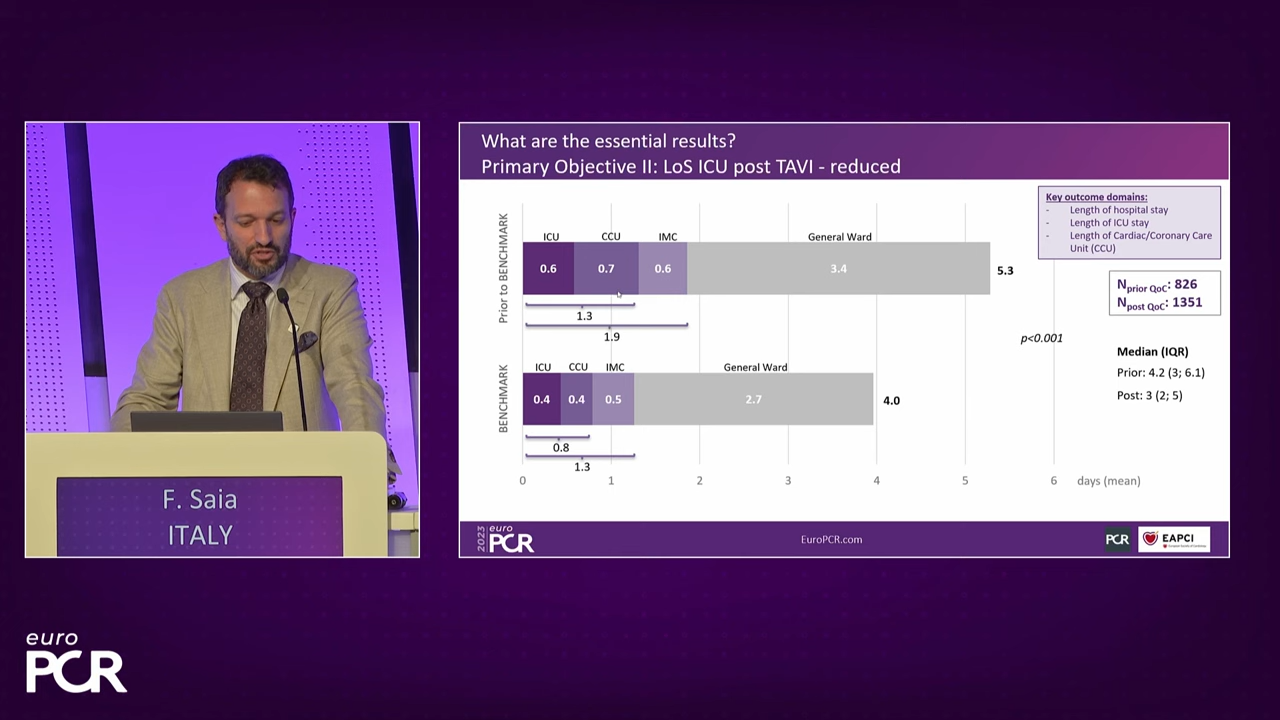 What are the essential results?
Primary Objective II: LoS ICU post TAVI - reduced
Key outcome domains:
- Length of hospital stay
- Length of ICU stay
- Length of Cardiac/Coronary Care
Unit (CCU)
Prior to BENCHMARK
ICU CCU IMC General Ward
0.6 0.7 0.6 3.4 5.3
1.3
1.9
Nprior QoC: 826
Npost QoC: 1351
p<0.001
Median (IQR)
Prior: 4.2 (3; 6.1)
Post: 3 (2; 5)
BENCHMARK
ICU CCU IMC General Ward
0.4 0.4 0.5 2.7 4.0
0.8
1.3
0 1 2 3 4 5 6 days (mean)
2023 euro
PCR
EuroPCR.com
PCR
EAPCI
F. Saia
ITALY
euro
PCR